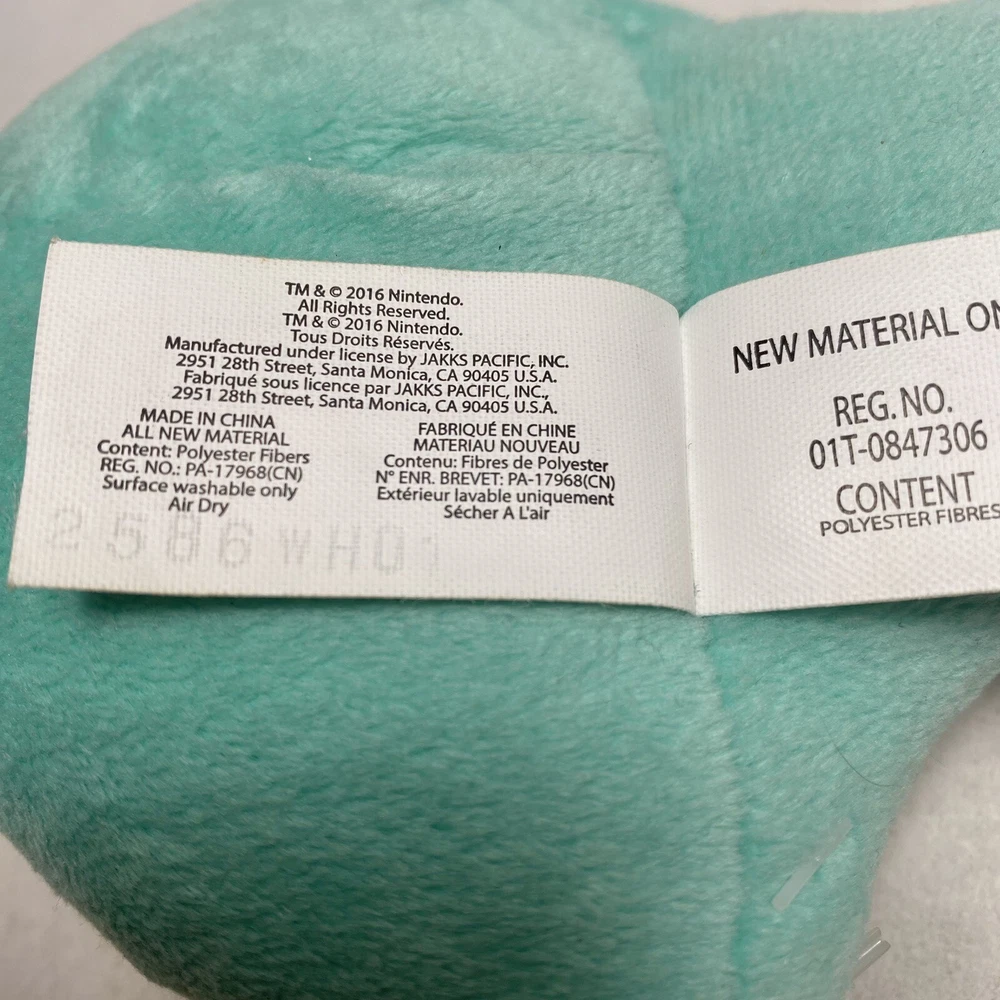 TM & © 2016 Nintendo.
All Rights Reserved.
TM & © 2016 Nintendo.
Tous Droits Réservés.
Manufactured under license by JAKKS PACIFIC, INC.
2951 28th Street, Santa Monica, CA 90405 U.S.A.
Fabriqué sous licence par JAKKS PACIFIC, INC.,
2951 28th Street, Santa Monica, CA 90405 U.S.A.
MADE IN CHINA
ALL NEW MATERIAL
Content: Polyester Fibers
REG. NO.: PA-17968(CN)
Surface washable only
Air Dry
FABRIQUÉ EN CHINE
MATERIAU NOUVEAU
Contenu: Fibres de Polyester
N° ENR. BREVET: PA-17968(CN)
Extérieur lavable uniquement
Sécher A L'air
NEW MATERIAL
REG. NO.
01T-0847306
CONTENT
POLYESTER FIBRES